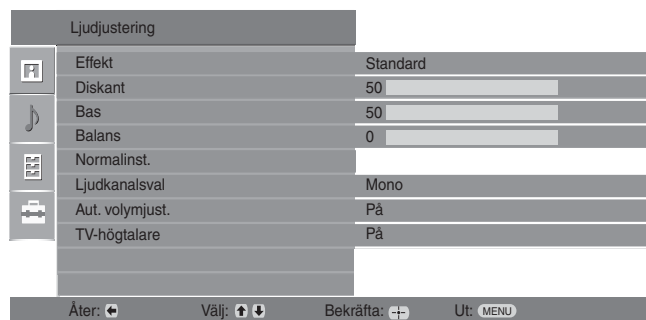 Ljudjustering
Effekt Standard
Diskant 50
Bas 50
Balans 0
Normalinst.
Ljudkanalsval Mono
Aut. volymjust. På
TV-högtalare På
Åter: Välj: Bekräfta: Ut: MENU